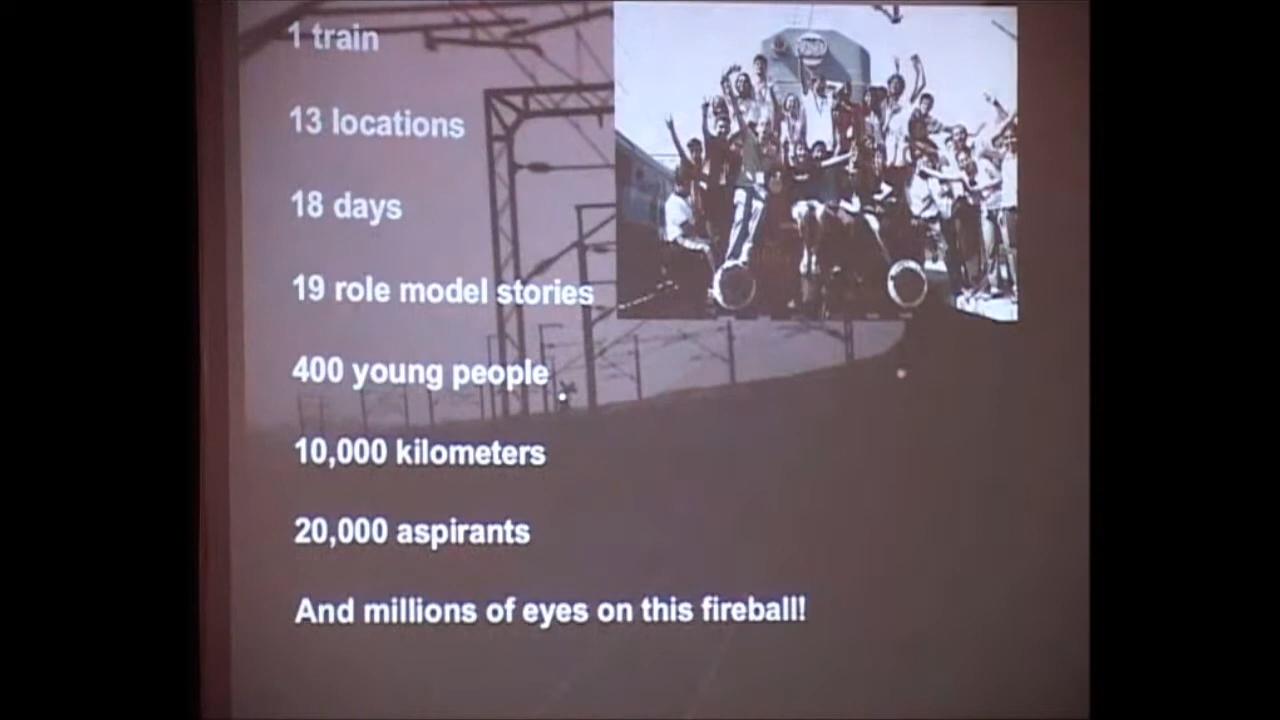 1 train
13 locations
18 days
19 role model stories
400 young people
10,000 kilometers
20,000 aspirants
And millions of eyes on this fireball!